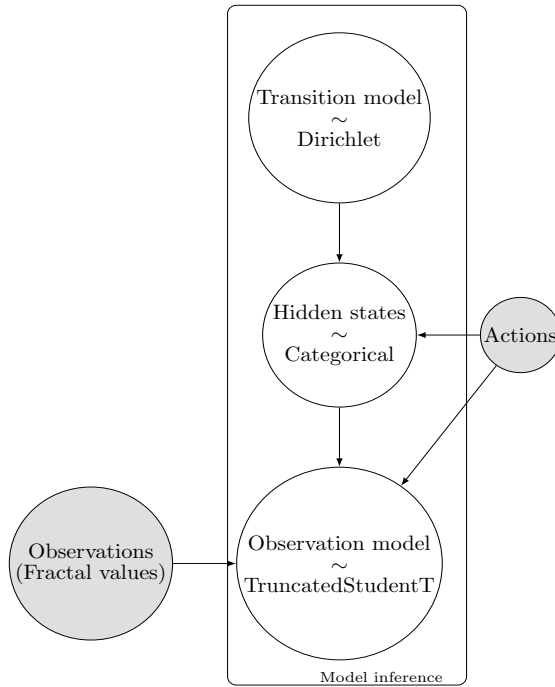 Transition model
∼
Dirichlet
Hidden states
∼
Categorical
Actions
Observations
(Fractal values)
Observation model
∼
TruncatedStudentT
Model inference